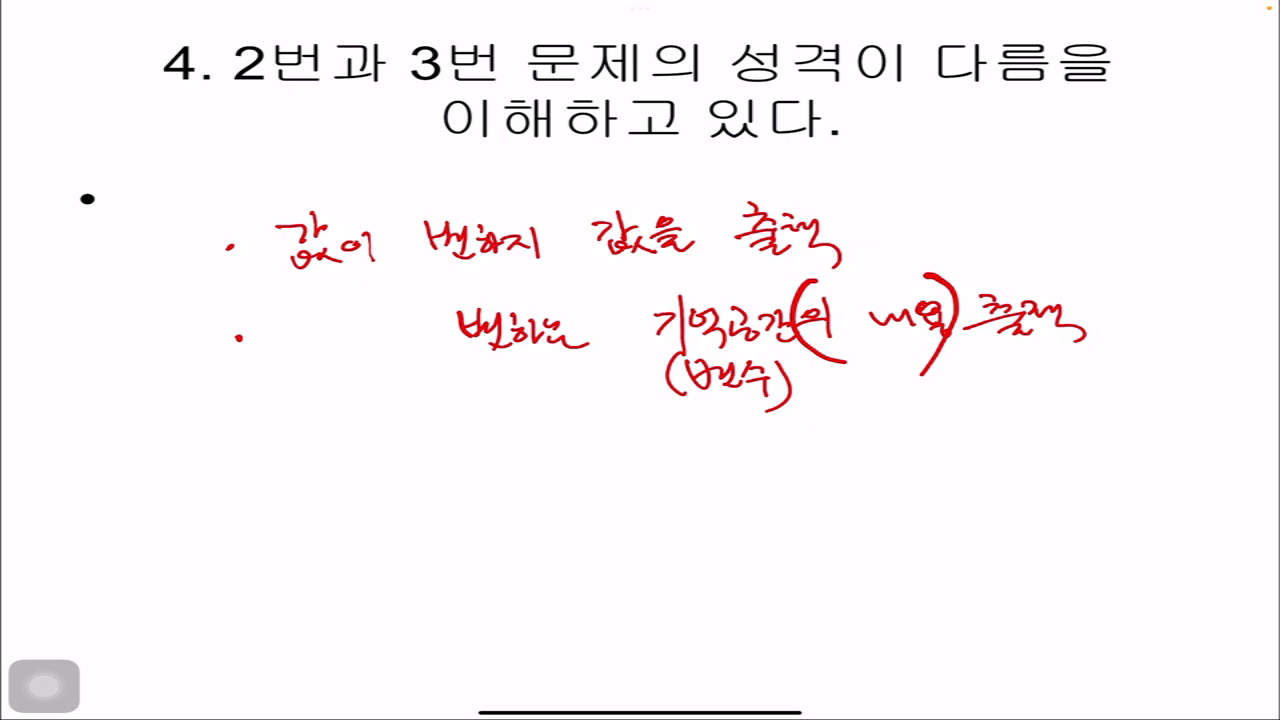 4. 2번과 3번 문제의 성격이 다름을
이해하고 있다.
• 
. 값이 변하지 값을 출력
. 변하는 기억공간(의 내용) 출력
(변수)